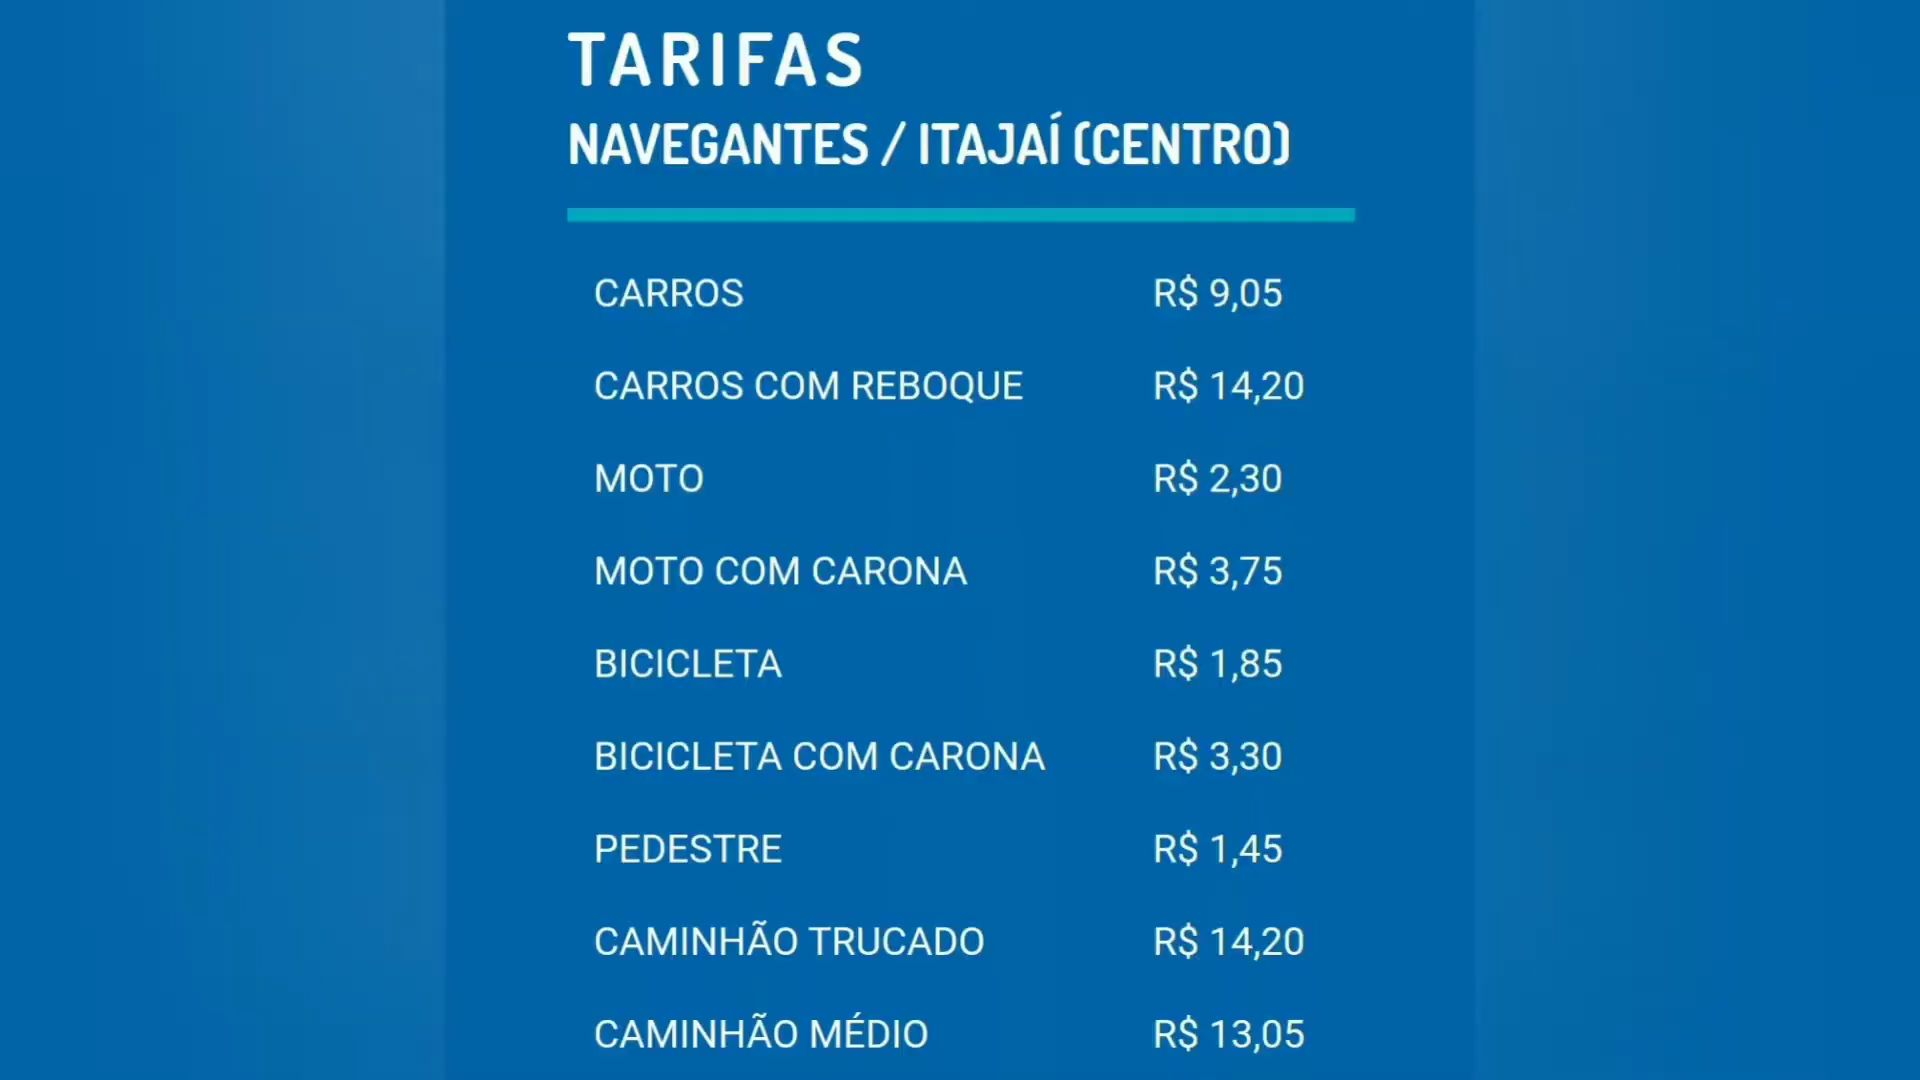 TARIFAS
NAVEGANTES / ITAJAÍ (CENTRO)
CARROS R$ 9,05
CARROS COM REBOQUE R$ 14,20
MOTO R$ 2,30
MOTO COM CARONA R$ 3,75
BICICLETA R$ 1,85
BICICLETA COM CARONA R$ 3,30
PEDESTRE R$ 1,45
CAMINHÃO TRUCADO R$ 14,20
CAMINHÃO MÉDIO R$ 13,05